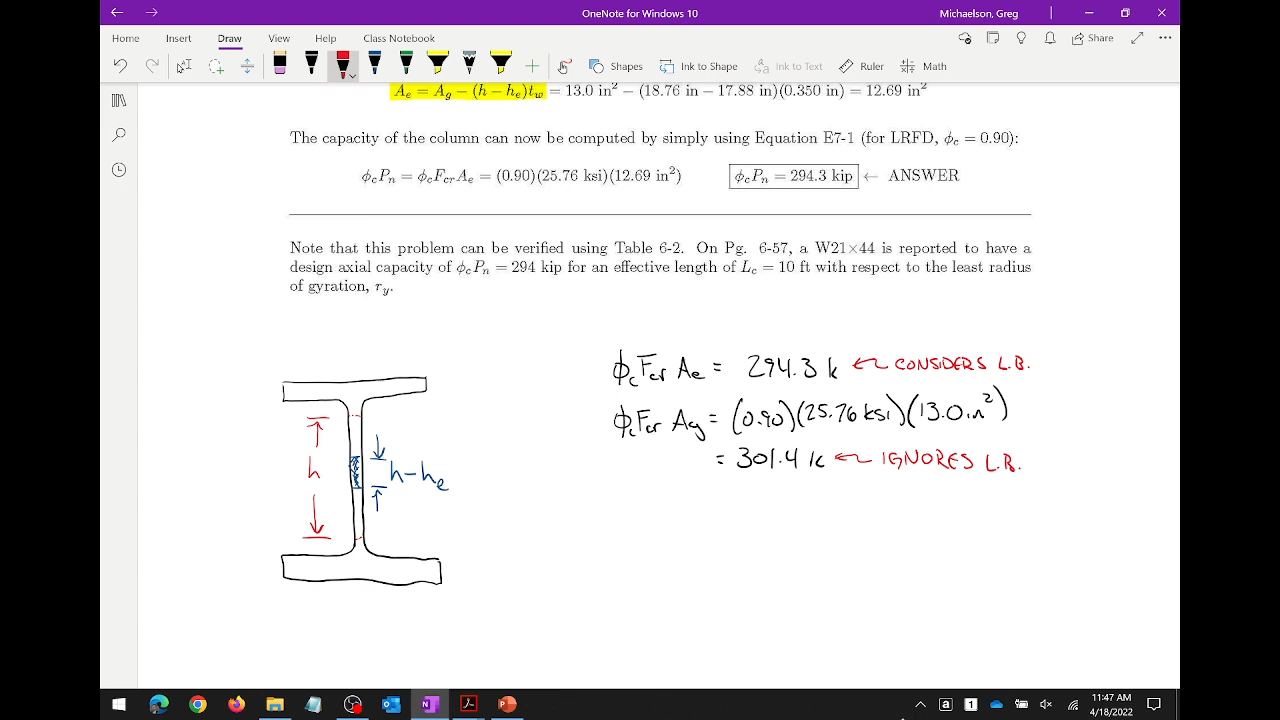 OneNote for Windows 10
Michaelson, Greg
Home Insert Draw View Help Class Notebook
Share
Shapes Ink to Shape Ink to Text Ruler Math
A_e = A_g − (h − h_e)t_w = 13.0 in² − (18.76 in − 17.88 in)(0.350 in) = 12.69 in²
The capacity of the column can now be computed by simply using Equation E7-1 (for LRFD, ϕ_c = 0.90):
ϕ_cP_n = ϕ_cF_crA_e = (0.90)(25.76 ksi)(12.69 in²) ϕ_cP_n = 294.3 kip ← ANSWER
Note that this problem can be verified using Table 6-2. On Pg. 6-57, a W21×44 is reported to have a
design axial capacity of ϕ_cP_n = 294 kip for an effective length of L_c = 10 ft with respect to the least radius
of gyration, r_y.
ϕ_cF_cr A_e = 294.3 k ← CONSIDERS L.B.
ϕ_cF_cr A_g = (0.90)(25.76 ksi)(13.0 in²)
= 301.4 k ← IGNORES L.B.
h
h − h_e
11:47 AM
4/18/2022